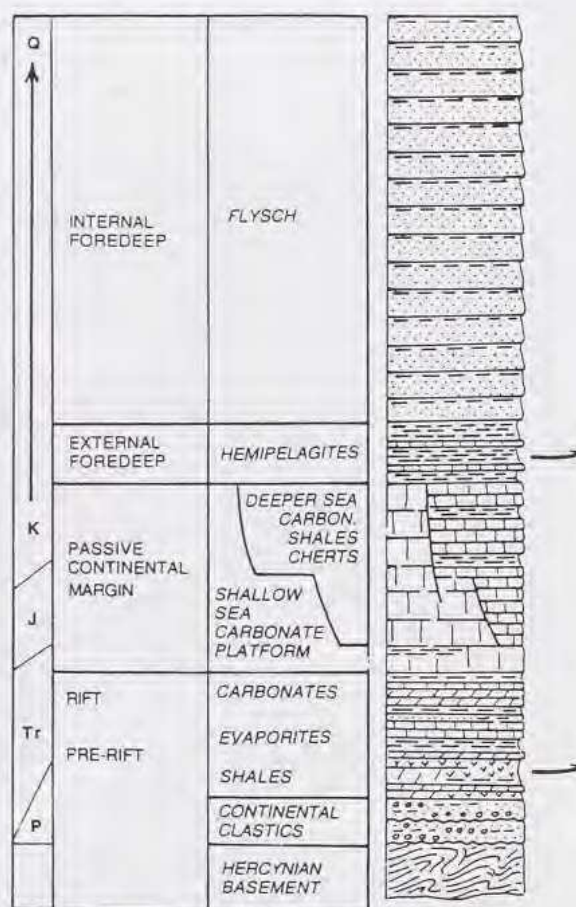 Q
INTERNAL
FOREDEEP
FLYSCH
EXTERNAL
FOREDEEP
HEMIPELAGITES
K
PASSIVE
CONTINENTAL
MARGIN
DEEPER SEA
CARBON.
SHALES
CHERTS
J
SHALLOW
SEA
CARBONATE
PLATFORM
RIFT
CARBONATES
Tr
PRE-RIFT
EVAPORITES
SHALES
P
CONTINENTAL
CLASTICS
HERCYNIAN
BASEMENT